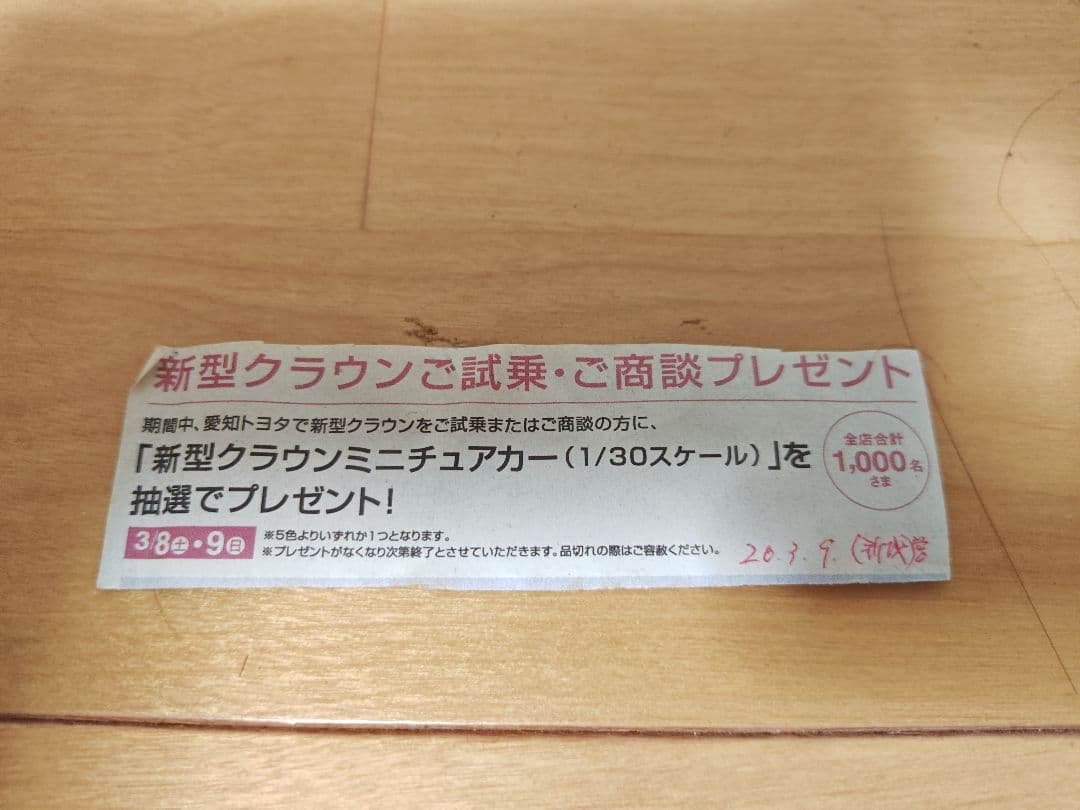 新型クラウンご試乗・ご商談プレゼント
期間中、愛知トヨタで新型クラウンをご試乗またはご商談の方に、
「新型クラウンミニチュアカー(1/30スケール)」を
抽選でプレゼント!
全店合計
1,000名
さま
3/8土・9日
※5色よりいずれか1つとなります。
※プレゼントがなくなり次第終了とさせていただきます。品切れの際はご容赦ください。
20.3.9.(新城)営